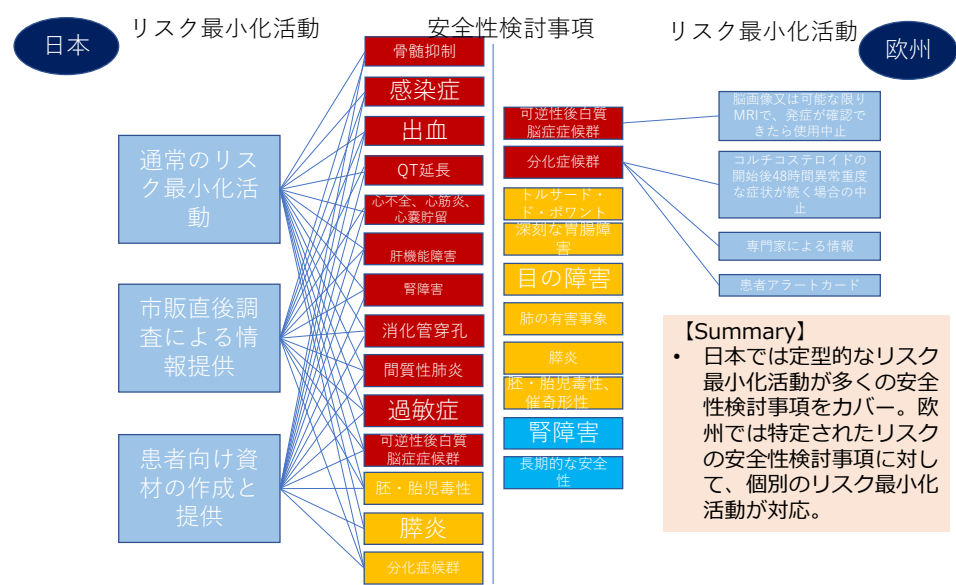 日本
リスク最小化活動
安全性検討事項
リスク最小化活動
欧州
通常のリス
ク最小化活
動
市販直後調
査による情
報提供
患者向け資
材の作成と
提供
骨髄抑制
感染症
出血
QT延長
心不全、心筋炎、
心嚢貯留
肝機能障害
腎障害
消化管穿孔
間質性肺炎
過敏症
可逆性後白質
脳症症候群
胚・胎児毒性
膵炎
分化症候群
可逆性後白質
脳症症候群
分化症候群
トルサード・
ド・ポワント
深刻な胃腸障
害
目の障害
肺の有害事象
膵炎
胚・胎児毒性、
催奇形性
腎障害
長期的な安全
性
脳画像又は可能な限り
MRIで、発症が確認で
きたら使用中止
コルチコステロイドの
開始後48時間異常重度
な症状が続く場合の中
止
専門家による情報
患者アラートカード
【Summary】
• 日本では定型的なリスク
最小化活動が多くの安全
性検討事項をカバー。欧
州では特定されたリスク
の安全性検討事項に対し
て、個別のリスク最小化
活動が対応。